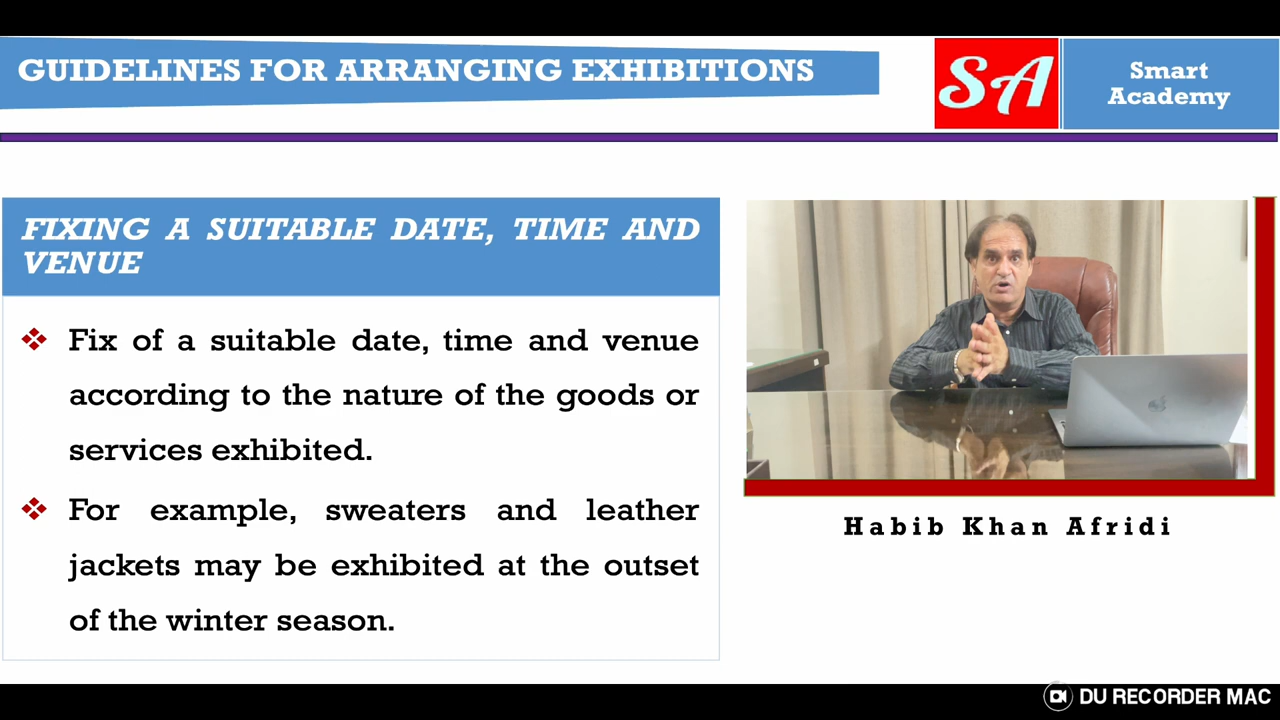 GUIDELINES FOR ARRANGING EXHIBITIONS
SA
Smart
Academy
FIXING A SUITABLE DATE, TIME AND
VENUE
Fix of a suitable date, time and venue
according to the nature of the goods or
services exhibited.
For example, sweaters and leather
jackets may be exhibited at the outset
of the winter season.
Habib Khan Afridi
DU RECORDER MAC